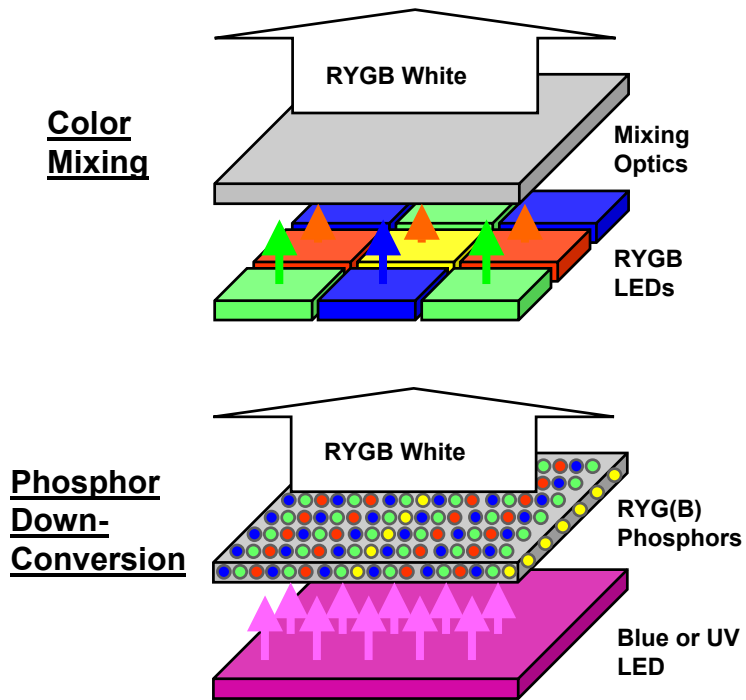 RYGB White
Color
Mixing
Mixing
Optics
RYGB
LEDs
RYGB White
Phosphor
Down-
Conversion
RYG(B)
Phosphors
Blue or UV
LED